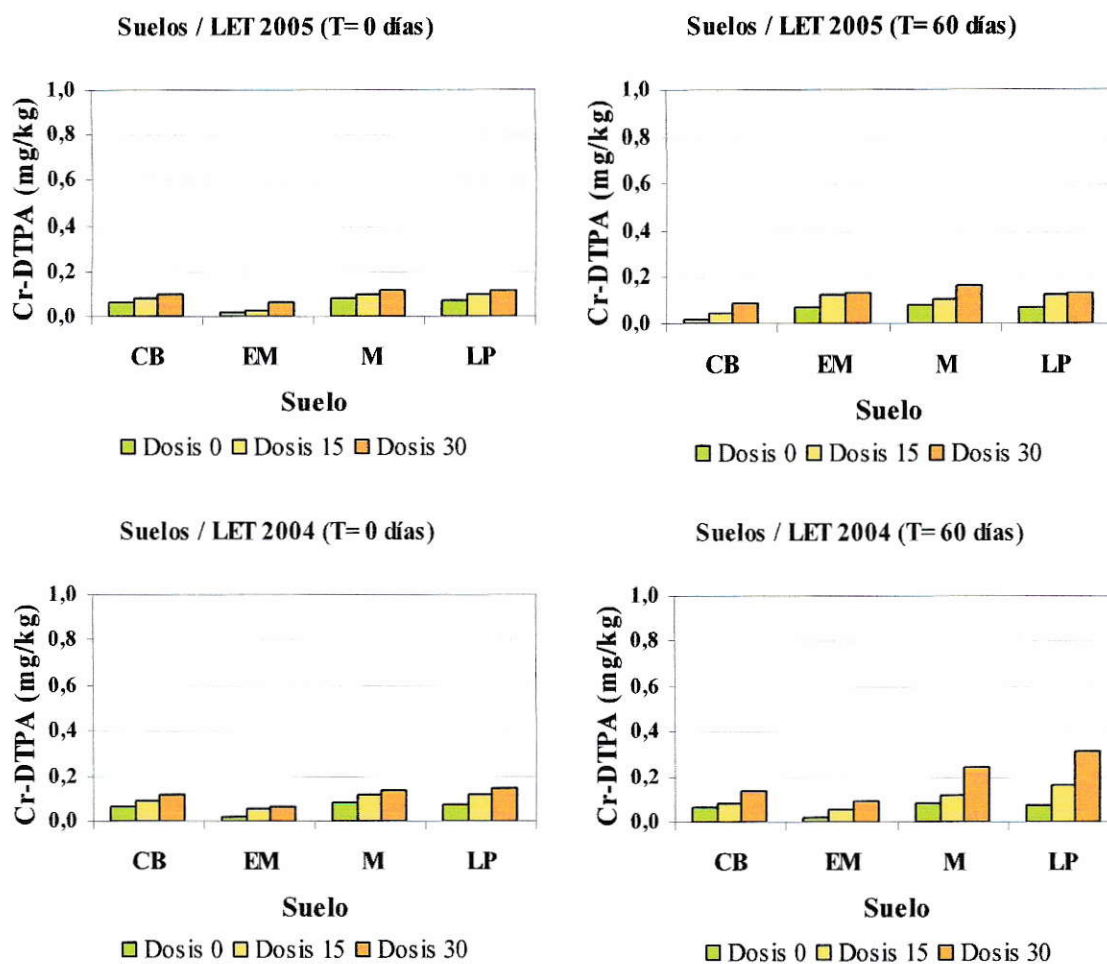 Suelos / LET 2005 (T= 0 días)
Cr-DTPA (mg/kg)
1,0
0,8
0,6
0,4
0,2
0,0
CB EM M LP
Suelo
Dosis 0 Dosis 15 Dosis 30
Suelos / LET 2005 (T= 60 días)
Cr-DTPA (mg/kg)
1,0
0,8
0,6
0,4
0,2
0,0
CB EM M LP
Suelo
Dosis 0 Dosis 15 Dosis 30
Suelos / LET 2004 (T= 0 días)
Cr-DTPA (mg/kg)
1,0
0,8
0,6
0,4
0,2
0,0
CB EM M LP
Suelo
Dosis 0 Dosis 15 Dosis 30
Suelos / LET 2004 (T= 60 días)
Cr-DTPA (mg/kg)
1,0
0,8
0,6
0,4
0,2
0,0
CB EM M LP
Suelo
Dosis 0 Dosis 15 Dosis 30